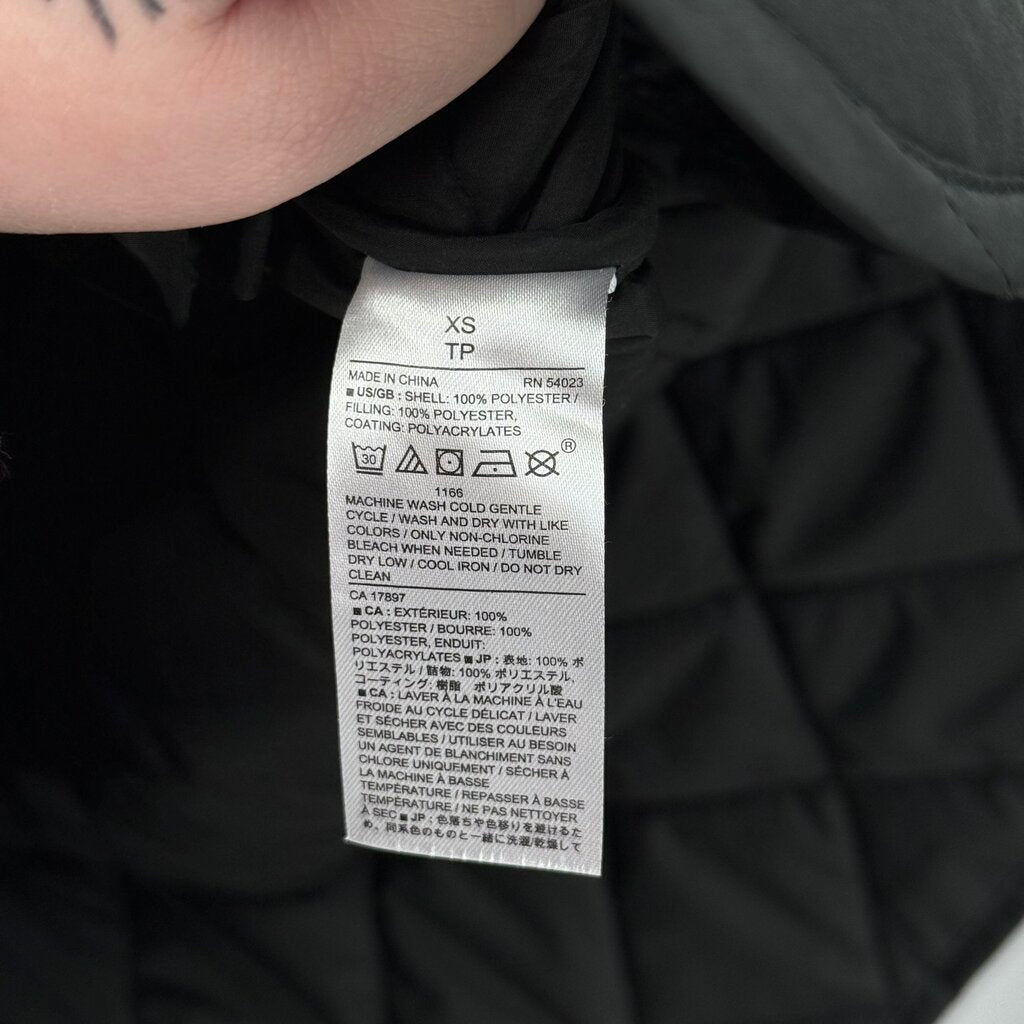 XS
TP
MADE IN CHINA RN 54023
■ US/GB : SHELL: 100% POLYESTER /
FILLING: 100% POLYESTER,
COATING: POLYACRYLATES
30 ®
1166
MACHINE WASH COLD GENTLE
CYCLE / WASH AND DRY WITH LIKE
COLORS / ONLY NON-CHLORINE
BLEACH WHEN NEEDED / TUMBLE
DRY LOW / COOL IRON / DO NOT DRY
CLEAN
CA 17897
■ CA : EXTÉRIEUR: 100%
POLYESTER / BOURRE: 100%
POLYESTER, ENDUIT:
POLYACRYLATES ■ JP : 表地: 100% ポ
リエステル / 詰物: 100% ポリエステル,
コーティング: 樹脂 ポリアクリル酸
■ CA : LAVER À LA MACHINE À L'EAU
FROIDE AU CYCLE DÉLICAT / LAVER
ET SÉCHER AVEC DES COULEURS
SEMBLABLES / UTILISER AU BESOIN
UN AGENT DE BLANCHIMENT SANS
CHLORE UNIQUEMENT / SÉCHER À
LA MACHINE À BASSE
TEMPÉRATURE / REPASSER À BASSE
TEMPÉRATURE / NE PAS NETTOYER
À SEC ■ JP : 色落ちや色移りを避けるた
め、同系色のものと一緒に洗濯/乾燥して